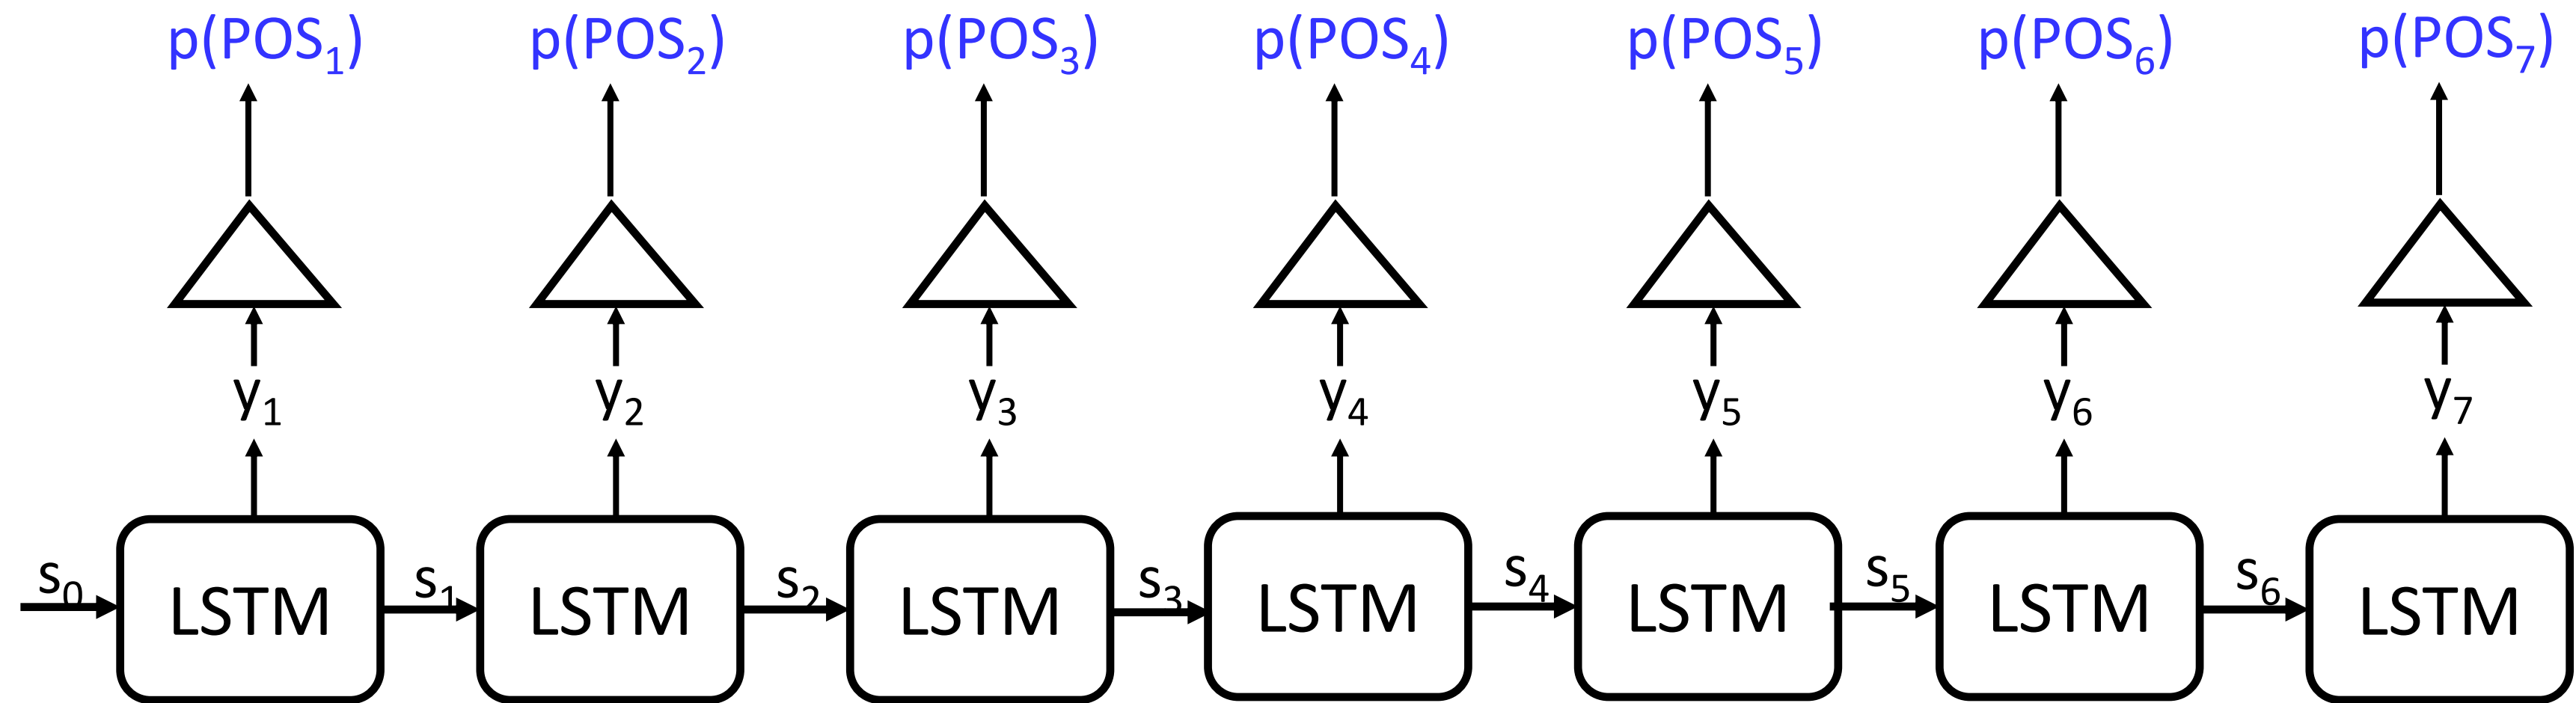 p(POS₁) p(POS₂) p(POS₃) p(POS₄) p(POS₅) p(POS₆) p(POS₇)
y₁ y₂ y₃ y₄ y₅ y₆ y₇
s₀ s₁ s₂ s₃ s₄ s₅ s₆
LSTM LSTM LSTM LSTM LSTM LSTM LSTM